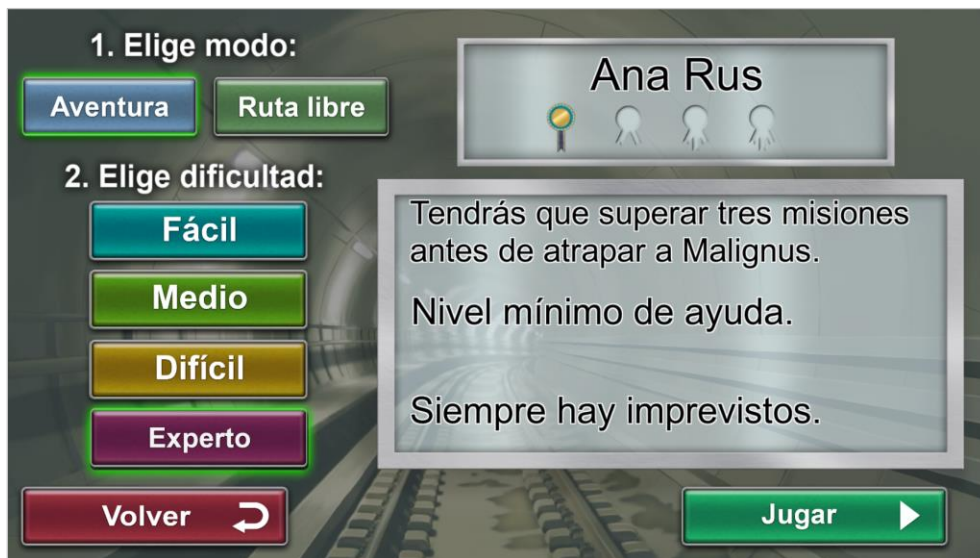 1. Elige modo:
Aventura
Ruta libre
2. Elige dificultad:
Fácil
Medio
Difícil
Experto
Volver
Ana Rus
Tendrás que superar tres misiones
antes de atrapar a Malignus.
Nivel mínimo de ayuda.
Siempre hay imprevistos.
Jugar